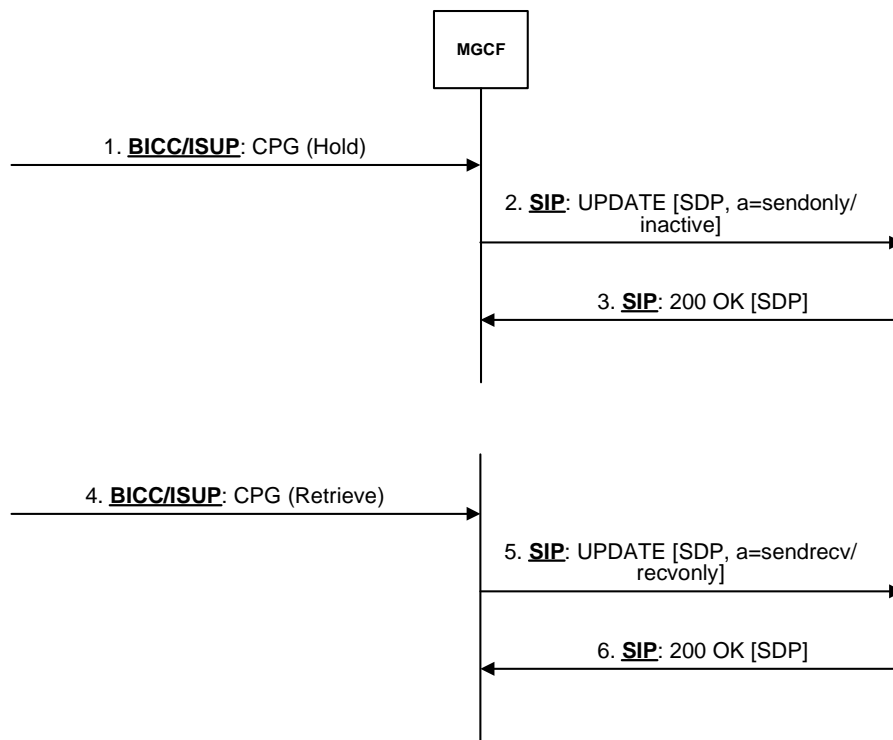 MGCF
1. BICC/ISUP: CPG (Hold)
2. SIP: UPDATE [SDP, a=sendonly/
inactive]
3. SIP: 200 OK [SDP]
4. BICC/ISUP: CPG (Retrieve)
5. SIP: UPDATE [SDP, a=sendrecv/
recvonly]
6. SIP: 200 OK [SDP]